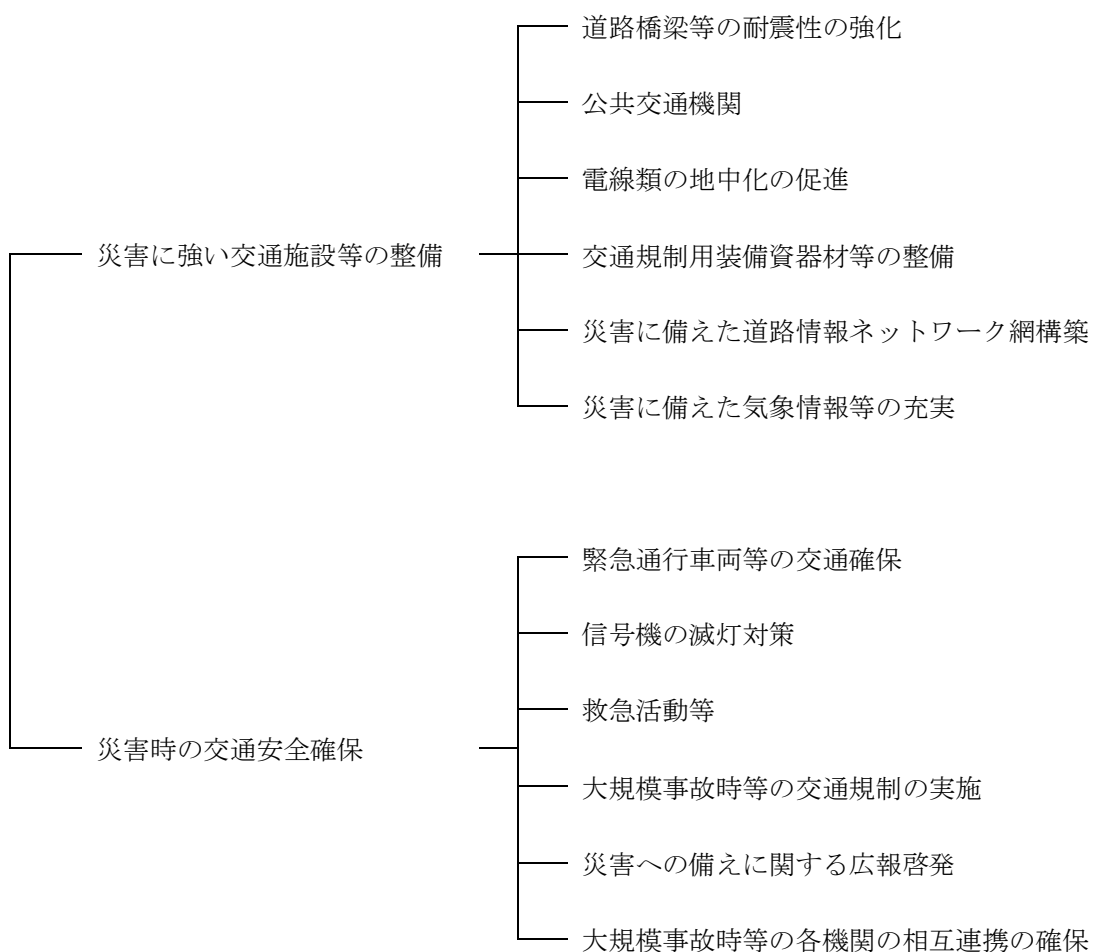 道路橋梁等の耐震性の強化
公共交通機関
電線類の地中化の促進
災害に強い交通施設等の整備
交通規制用装備資器材等の整備
災害に備えた道路情報ネットワーク網構築
災害に備えた気象情報等の充実
緊急通行車両等の交通確保
信号機の滅灯対策
救急活動等
災害時の交通安全確保
大規模事故時等の交通規制の実施
災害への備えに関する広報啓発
大規模事故時等の各機関の相互連携の確保